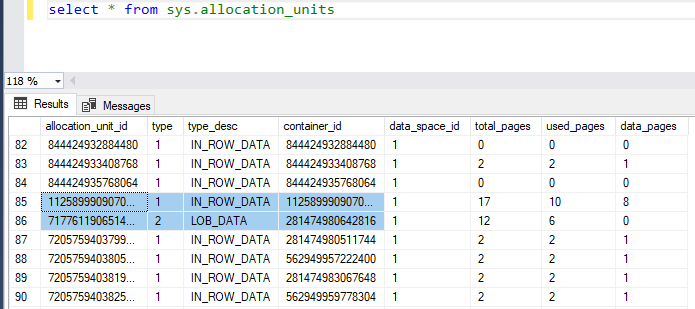 select * from sys.allocation_units
118 %
Results Messages
allocation_unit_id type type_desc container_id data_space_id total_pages used_pages data_pages
82 844424932884480 1 IN_ROW_DATA 844424932884480 1 0 0 0
83 844424933408768 1 IN_ROW_DATA 844424933408768 1 2 2 1
84 844424935768064 1 IN_ROW_DATA 844424935768064 1 0 0 0
85 1125899909070... 1 IN_ROW_DATA 1125899909070... 1 17 10 8
86 7177611906514... 2 LOB_DATA 281474980642816 1 12 6 0
87 7205759403799... 1 IN_ROW_DATA 281474980511744 1 2 2 1
88 7205759403805... 1 IN_ROW_DATA 562949957222400 1 2 2 1
89 7205759403819... 1 IN_ROW_DATA 281474983067648 1 2 2 1
90 7205759403825... 1 IN_ROW_DATA 562949959778304 1 2 2 1